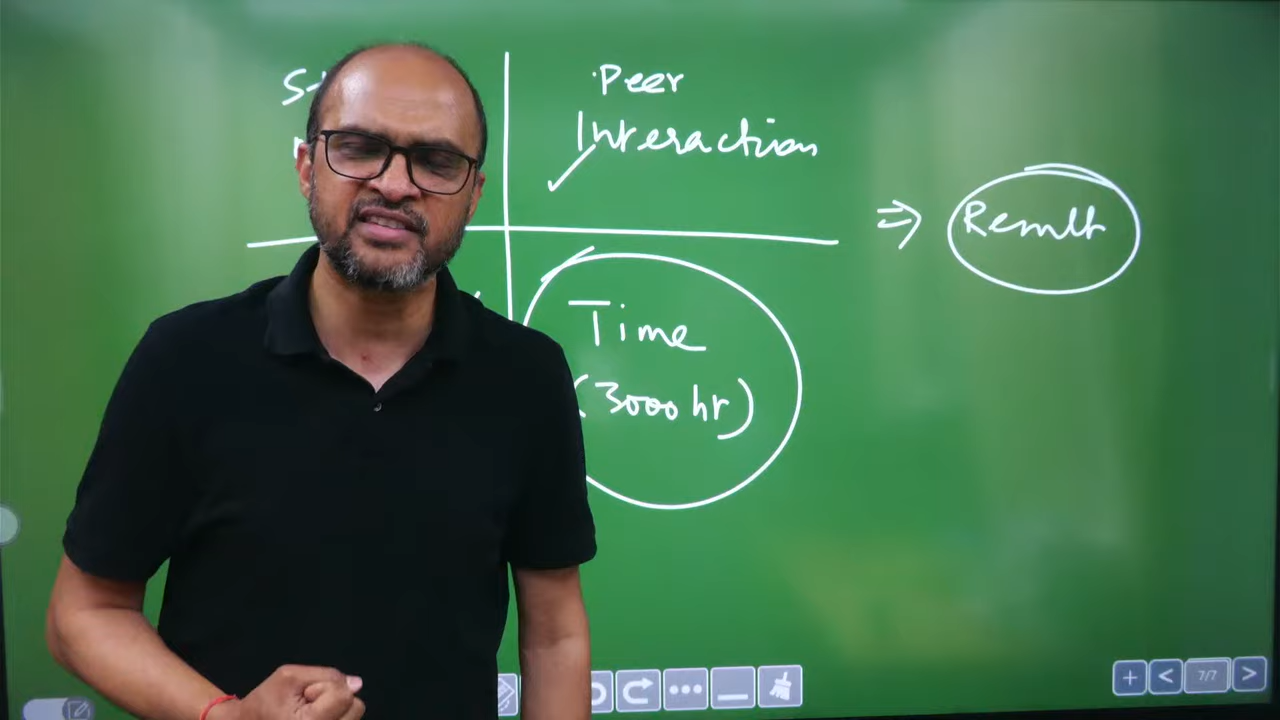 Peer
Interaction
Result
Time
(3000 hr)
7/7